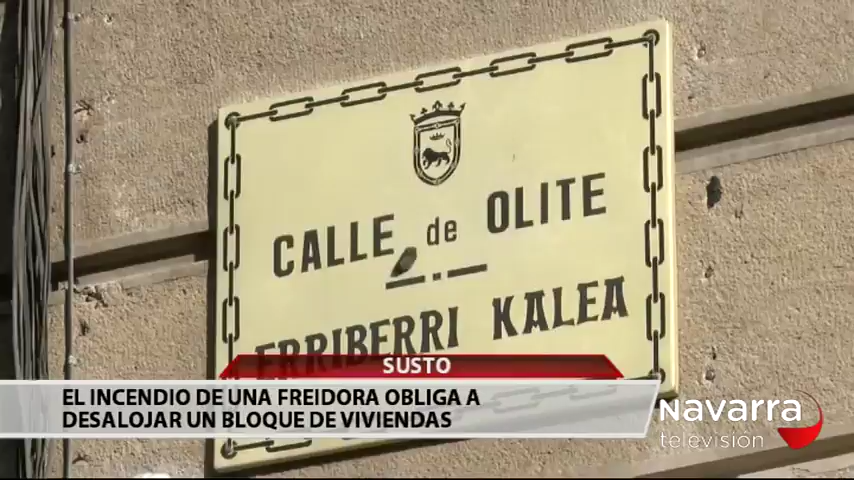 CALLE de OLITE
ERRIBERRI KALEA
SUSTO
EL INCENDIO DE UNA FREIDORA OBLIGA A
DESALOJAR UN BLOQUE DE VIVIENDAS
Navarra
televisión